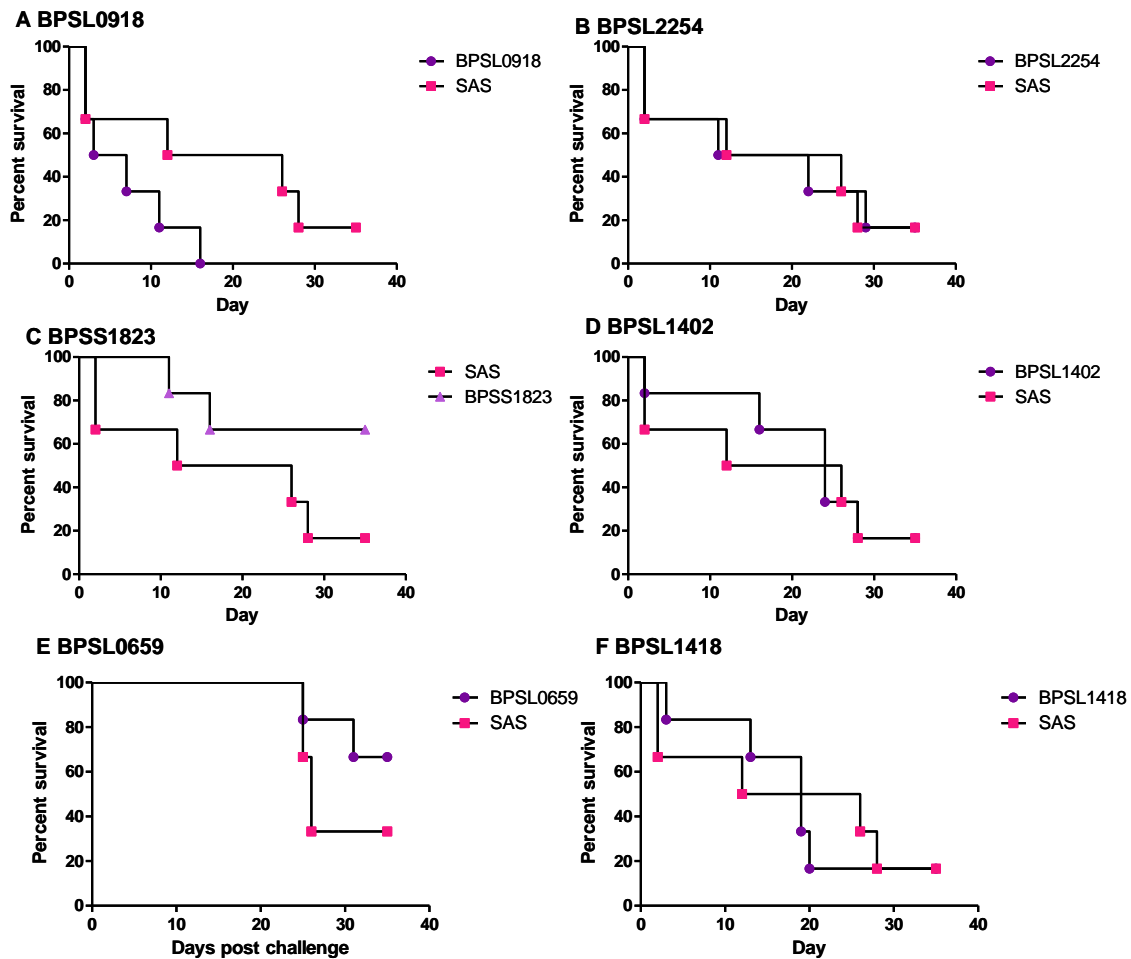 A BPSL0918
100
80
60
40
20
0
Percent survival
0 10 20 30 40
Day
BPSL0918
SAS
B BPSL2254
100
80
60
40
20
0
Percent survival
0 10 20 30 40
Day
BPSL2254
SAS
C BPSS1823
100
80
60
40
20
0
Percent survival
0 10 20 30 40
Day
SAS
BPSS1823
D BPSL1402
100
80
60
40
20
0
Percent survival
0 10 20 30 40
Day
BPSL1402
SAS
E BPSL0659
100
80
60
40
20
0
Percent survival
0 10 20 30 40
Days post challenge
BPSL0659
SAS
F BPSL1418
100
80
60
40
20
0
Percent survival
0 10 20 30 40
Day
BPSL1418
SAS